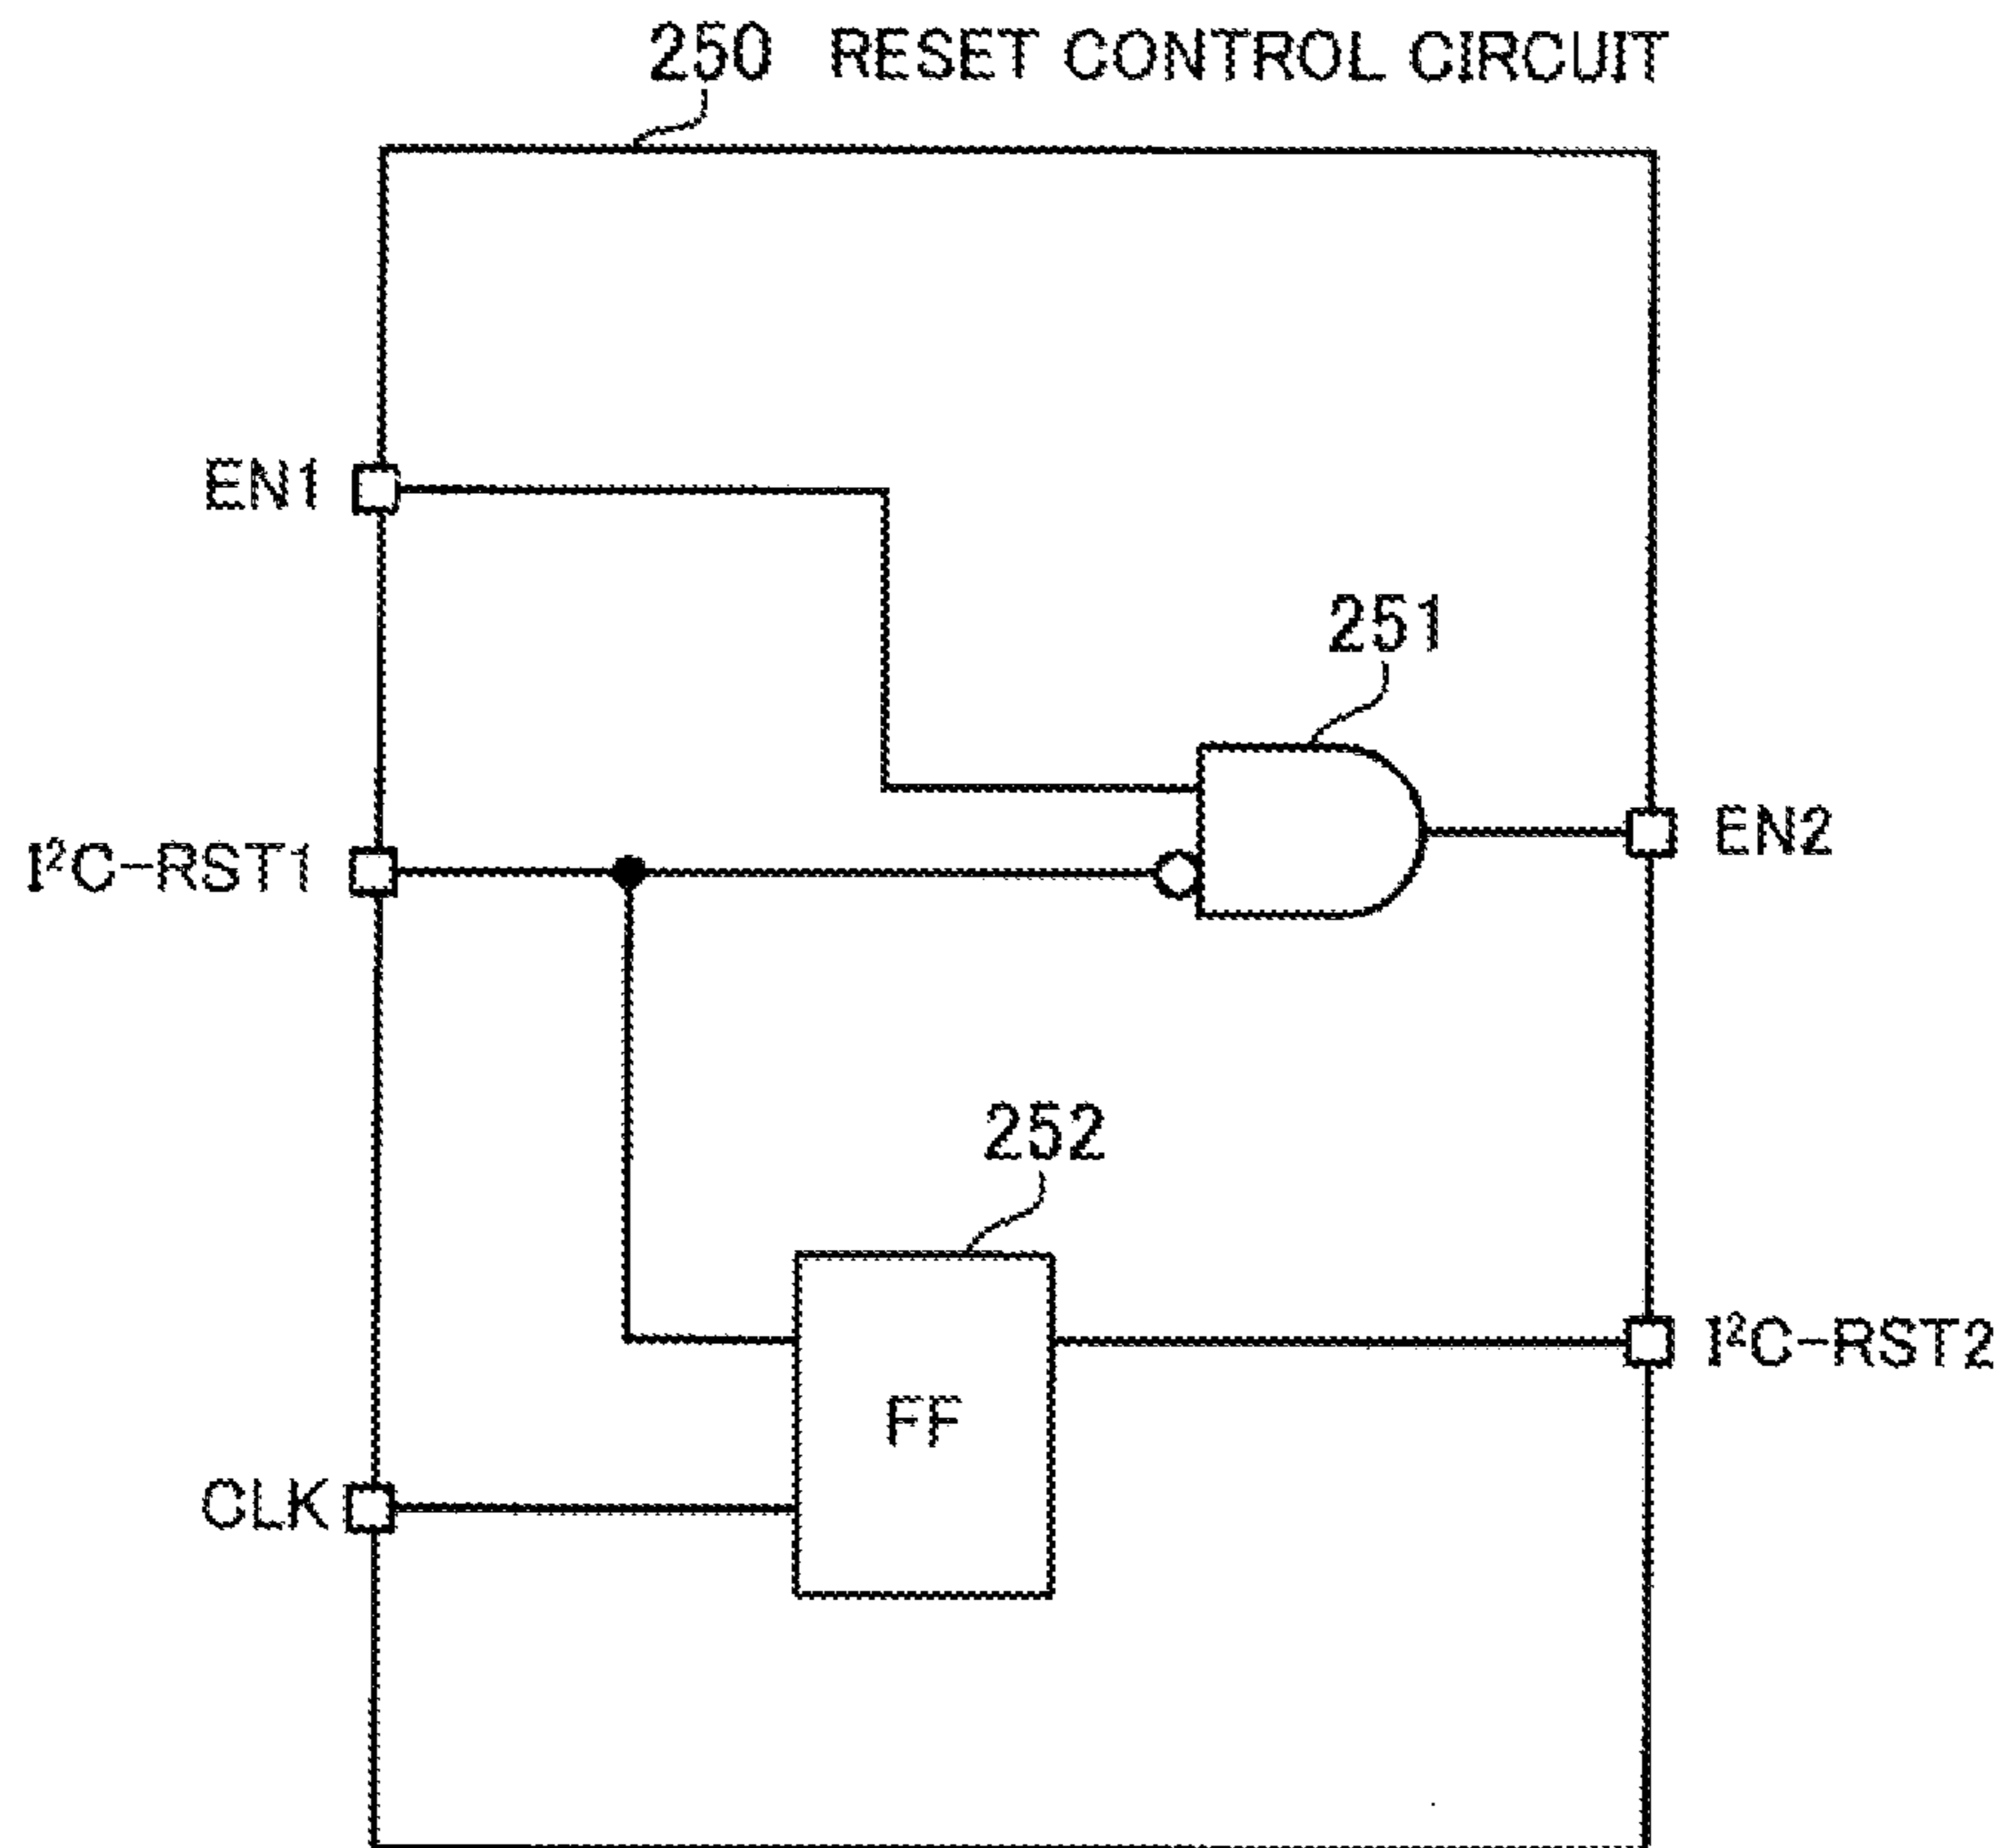 250 RESET CONTROL CIRCUIT
EN1
251
I²C-RST1
EN2
252
I²C-RST2
FF
CLK